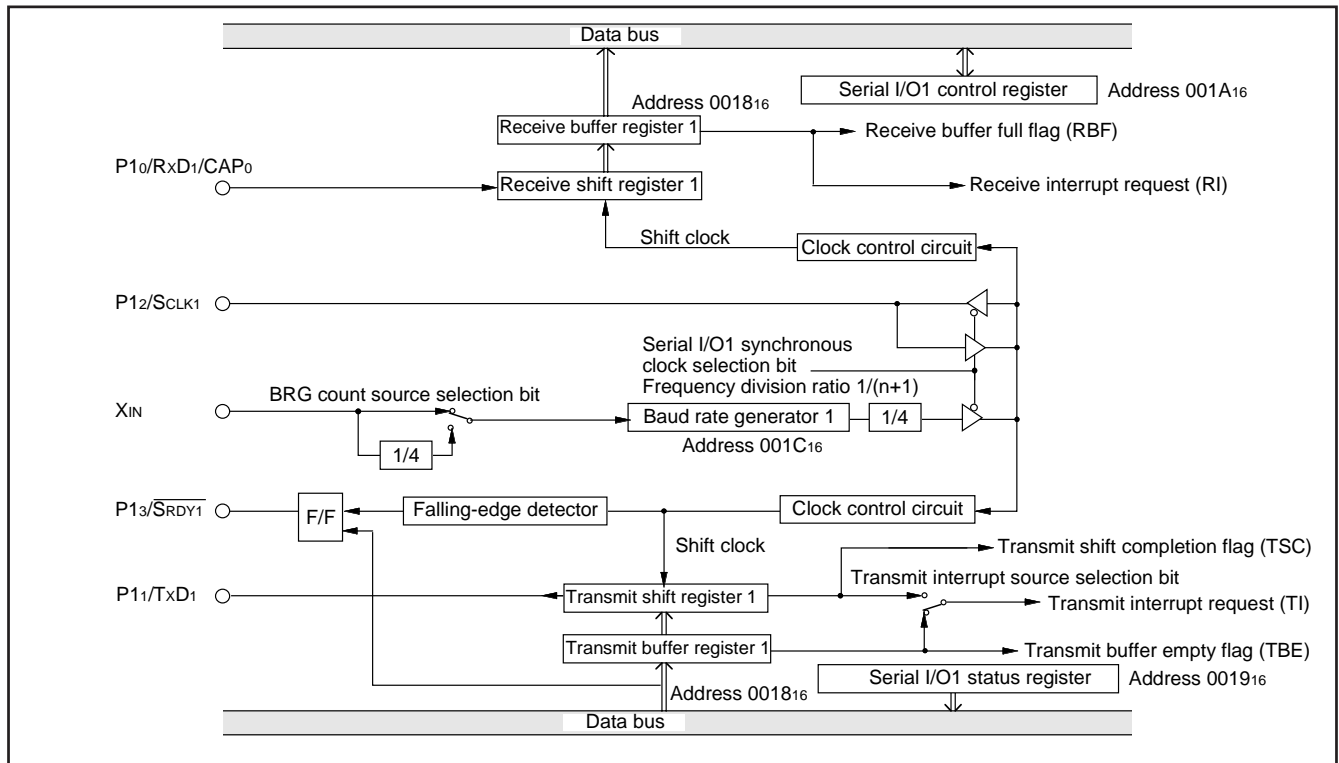 Data bus
Serial I/O1 control register
Address 001A16
Address 001816
Receive buffer register 1
Receive buffer full flag (RBF)
P10/RXD1/CAP0
Receive shift register 1
Receive interrupt request (RI)
Shift clock
Clock control circuit
P12/SCLK1
Serial I/O1 synchronous
clock selection bit
Frequency division ratio 1/(n+1)
BRG count source selection bit
XIN
Baud rate generator 1
1/4
1/4
Address 001C16
P13/SRDY1
F/F
Falling-edge detector
Clock control circuit
Shift clock
Transmit shift completion flag (TSC)
Transmit interrupt source selection bit
P11/TXD1
Transmit shift register 1
Transmit interrupt request (TI)
Transmit buffer register 1
Transmit buffer empty flag (TBE)
Address 001816
Serial I/O1 status register
Address 001916
Data bus